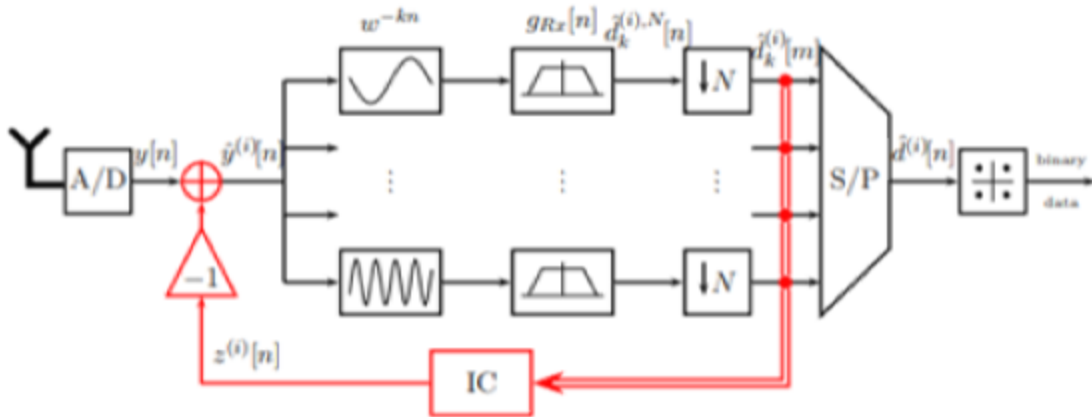 w^{-kn}
g_{Rx}[n]
\hat{d}_k^{(i),N}[n]
\hat{d}_k^{(i)}[m]
↓N
A/D
y[n]
\hat{y}^{(i)}[n]
S/P
\hat{d}^{(i)}[n]
binary
data
-1
↓N
z^{(i)}[n]
IC